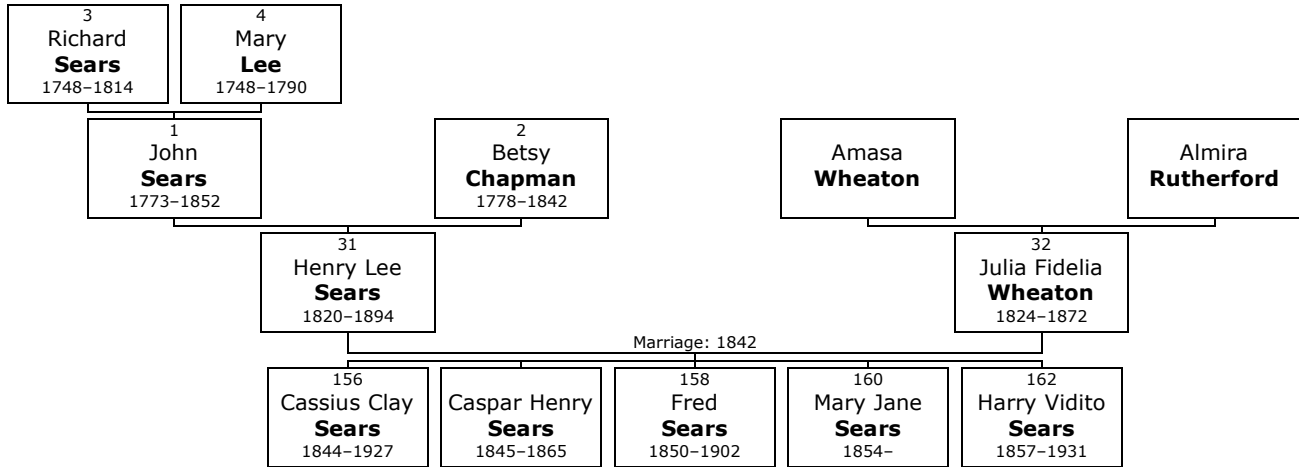 3
Richard
Sears
1748–1814
4
Mary
Lee
1748–1790
1
John
Sears
1773–1852
2
Betsy
Chapman
1778–1842
Amasa
Wheaton
Almira
Rutherford
31
Henry Lee
Sears
1820–1894
32
Julia Fidelia
Wheaton
1824–1872
Marriage: 1842
156
Cassius Clay
Sears
1844–1927
Caspar Henry
Sears
1845–1865
158
Fred
Sears
1850–1902
160
Mary Jane
Sears
1854–
162
Harry Vidito
Sears
1857–1931